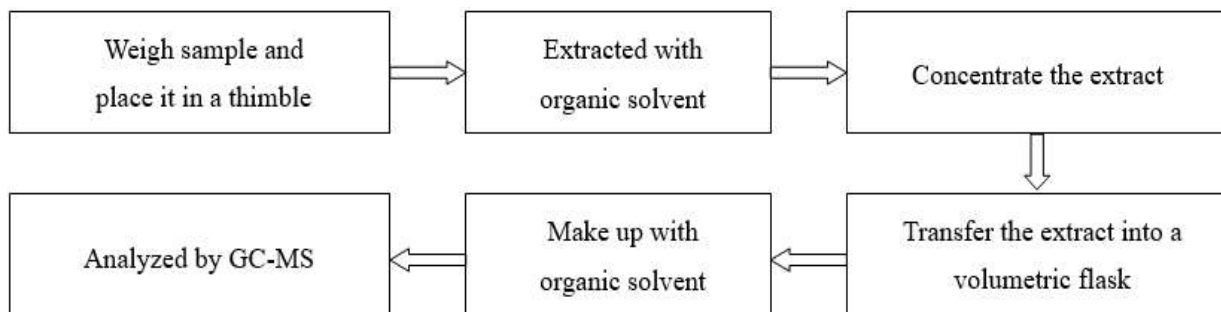 Weigh sample and
place it in a thimble
Extracted with
organic solvent
Concentrate the extract
Transfer the extract into a
volumetric flask
Make up with
organic solvent
Analyzed by GC-MS